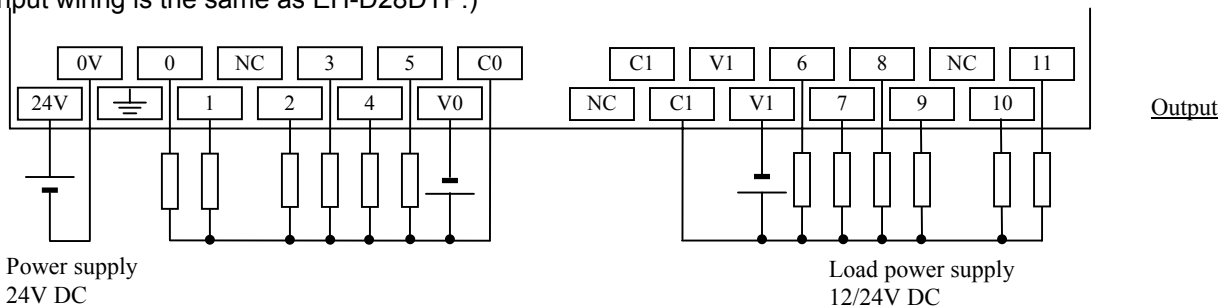 nput wiring is the same as EH-D28DTP.)
0V 0 NC 3 5 C0 C1 V1 6 8 NC 11
24V 1 2 4 V0 NC C1 V1 7 9 10
Output
Power supply
24V DC
Load power supply
12/24V DC